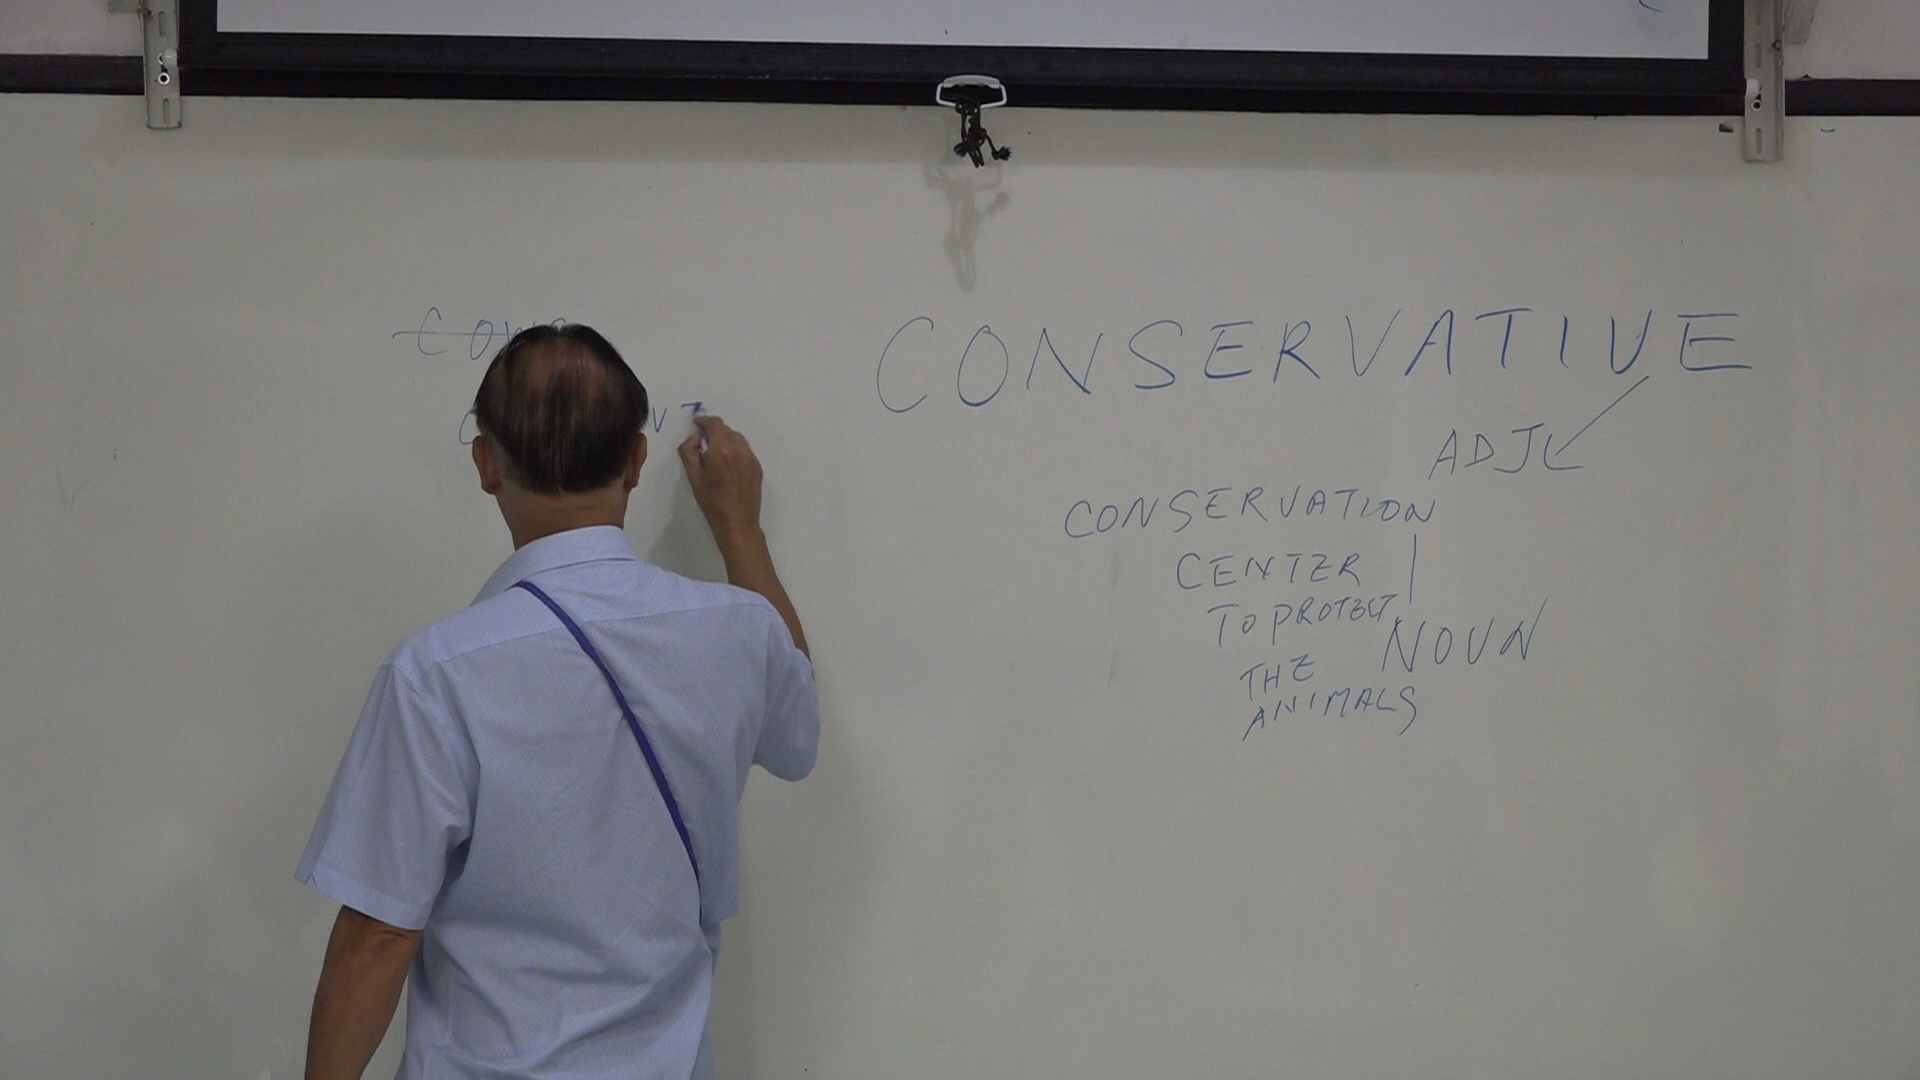 CONSERVATIVE
ADJ
CONSERVATION
CENTER
TO PROTECT
NOUN
THE
ANIMALS